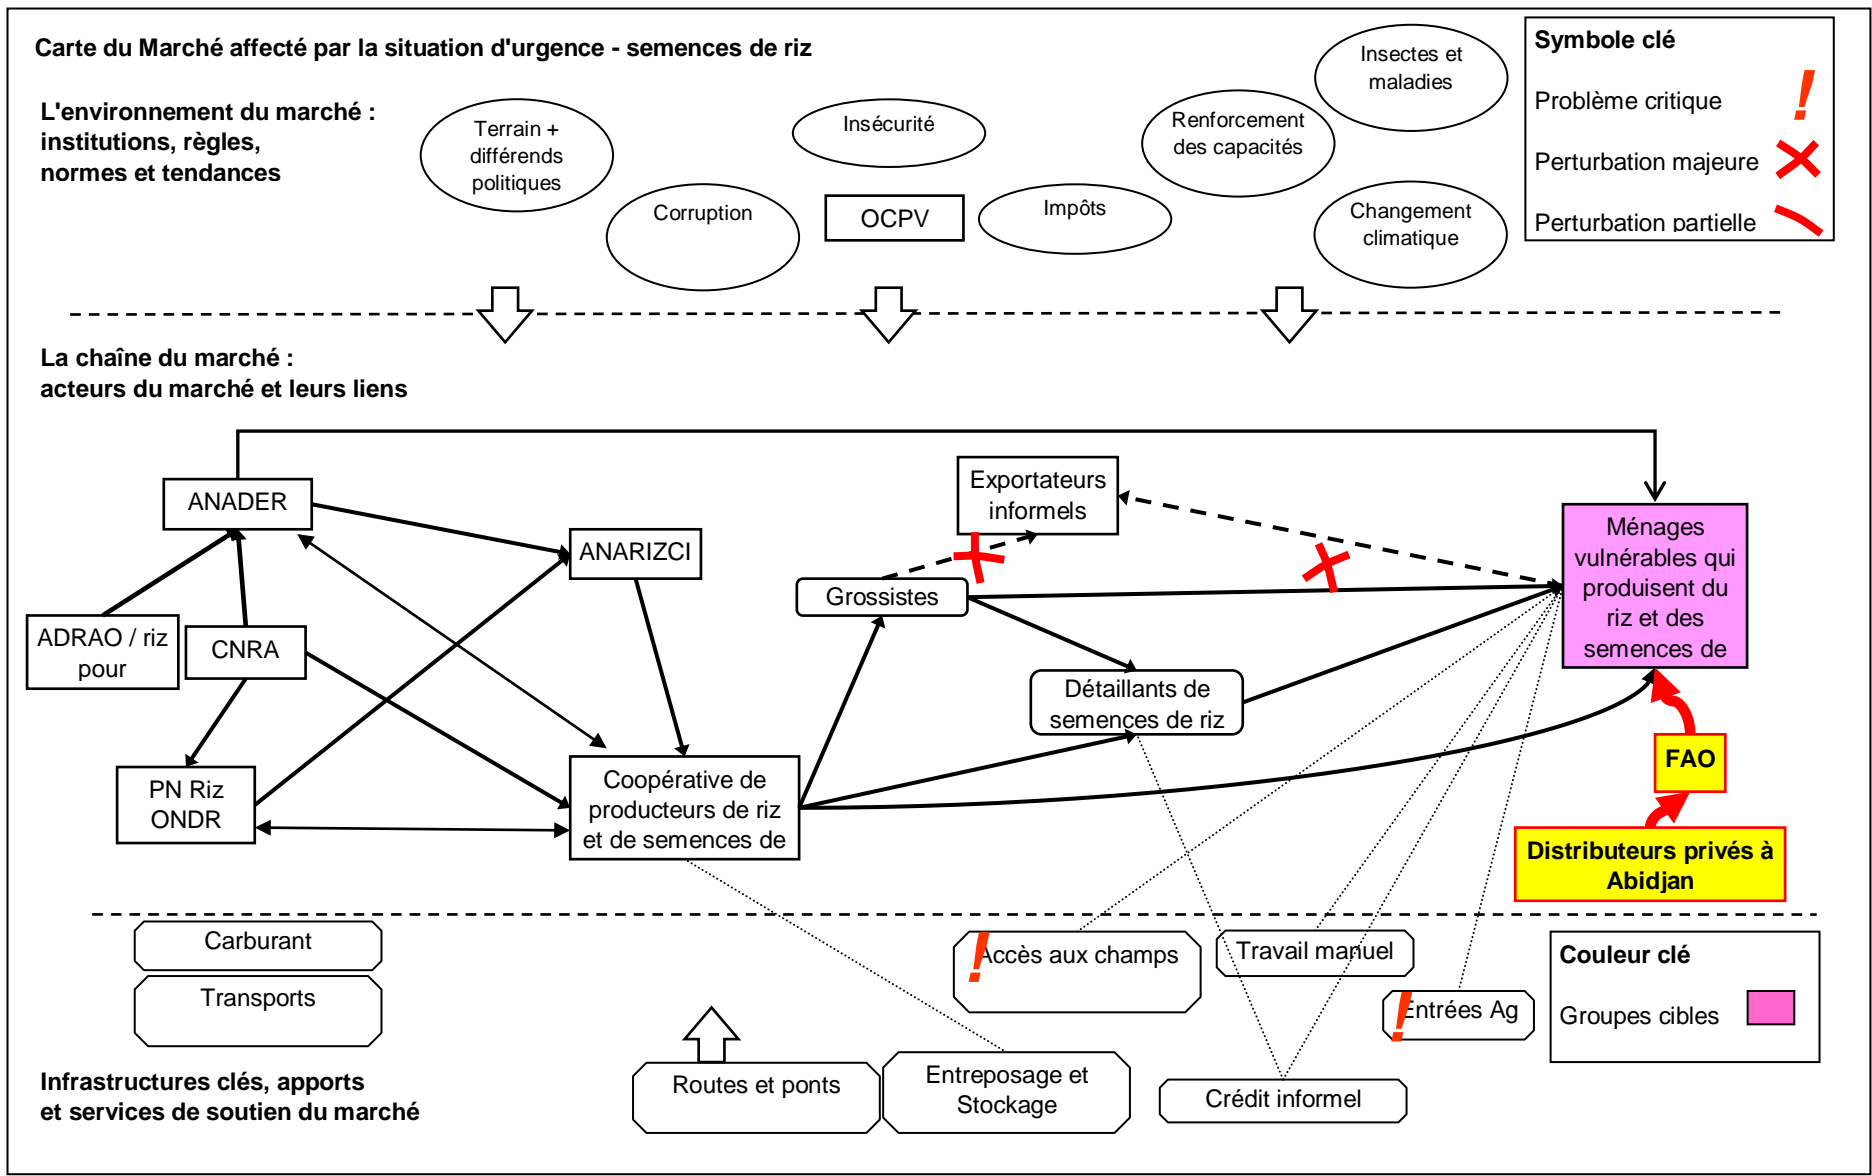 Carte du Marché affecté par la situation d'urgence - semences de riz
L'environnement du marché :
institutions, règles,
normes et tendances
Terrain +
différends
politiques
Corruption
Insécurité
OCPV
Impôts
Renforcement
des capacités
Insectes et
maladies
Changement
climatique
Symbole clé
Problème critique
Perturbation majeure
Perturbation partielle
La chaîne du marché :
acteurs du marché et leurs liens
ANADER
ANARIZCI
ADRAO / riz
pour
CNRA
PN Riz
ONDR
Coopérative de
producteurs de riz
et de semences de
Exportateurs
informels
Grossistes
Détaillants de
semences de riz
Ménages
vulnérables qui
produisent du
riz et des
semences de
FAO
Distributeurs privés à
Abidjan
Carburant
Transports
Infrastructures clés, apports
et services de soutien du marché
Routes et ponts
Entreposage et
Stockage
Accès aux champs
Travail manuel
Entrées Ag
Crédit informel
Couleur clé
Groupes cibles